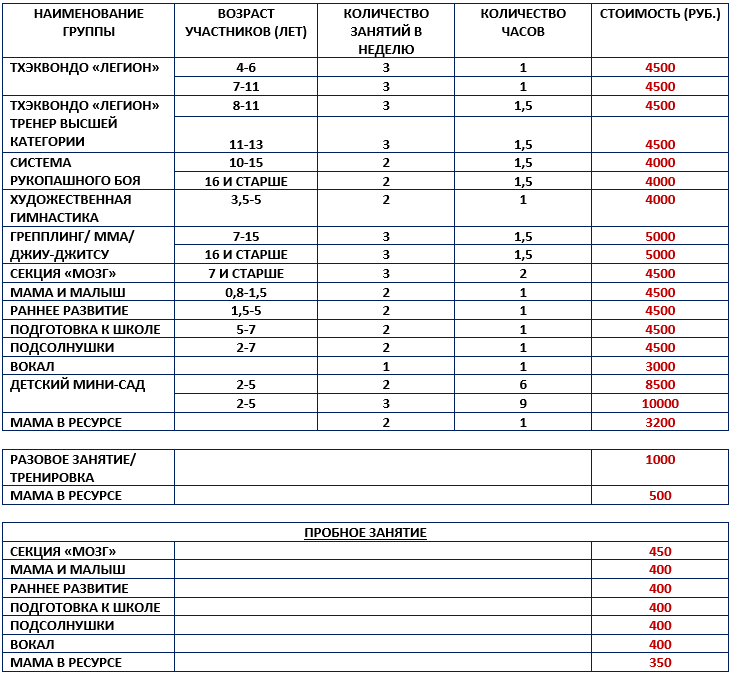 НАИМЕНОВАНИЕ ГРУППЫ ВОЗРАСТ УЧАСТНИКОВ (ЛЕТ) КОЛИЧЕСТВО ЗАНЯТИЙ В НЕДЕЛЮ КОЛИЧЕСТВО ЧАСОВ СТОИМОСТЬ (РУБ.)
ТХЭКВОНДО «ЛЕГИОН» 4-6 3 1 4500
7-11 3 1 4500
ТХЭКВОНДО «ЛЕГИОН» 8-11 3 1,5 4500
ТРЕНЕР ВЫСШЕЙ
КАТЕГОРИИ 11-13 3 1,5 4500
СИСТЕМА 10-15 2 1,5 4000
РУКОПАШНОГО БОЯ 16 И СТАРШЕ 2 1,5 4000
ХУДОЖЕСТВЕННАЯ 3,5-5 2 1 4000
ГИМНАСТИКА
ГРЕППЛИНГ/ ММА/ 7-15 3 1,5 5000
ДЖИУ-ДЖИТСУ 16 И СТАРШЕ 3 1,5 5000
СЕКЦИЯ «МОЗГ» 7 И СТАРШЕ 3 2 4500
МАМА И МАЛЫШ 0,8-1,5 2 1 4500
РАННЕЕ РАЗВИТИЕ 1,5-5 2 1 4500
ПОДГОТОВКА К ШКОЛЕ 5-7 2 1 4500
ПОДСОЛНУШКИ 2-7 2 1 4500
ВОКАЛ 1 1 3000
ДЕТСКИЙ МИНИ-САД 2-5 2 6 8500
2-5 3 9 10000
МАМА В РЕСУРСЕ 2 1 3200
РАЗОВОЕ ЗАНЯТИЕ/ 1000
ТРЕНИРОВКА
МАМА В РЕСУРСЕ 500
ПРОБНОЕ ЗАНЯТИЕ
СЕКЦИЯ «МОЗГ» 450
МАМА И МАЛЫШ 400
РАННЕЕ РАЗВИТИЕ 400
ПОДГОТОВКА К ШКОЛЕ 400
ПОДСОЛНУШКИ 400
ВОКАЛ 400
МАМА В РЕСУРСЕ 350